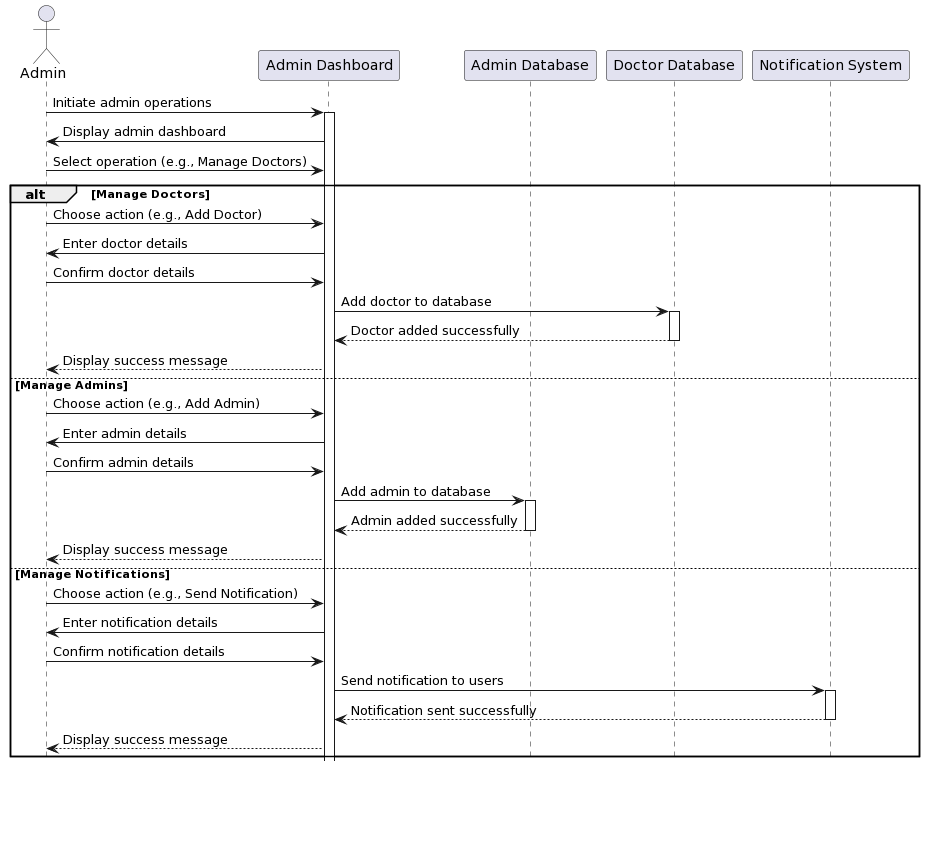 Admin
Admin Dashboard
Admin Database
Doctor Database
Notification System
Initiate admin operations
Display admin dashboard
Select operation (e.g., Manage Doctors)
alt
[Manage Doctors]
Choose action (e.g., Add Doctor)
Enter doctor details
Confirm doctor details
Add doctor to database
Doctor added successfully
Display success message
[Manage Admins]
Choose action (e.g., Add Admin)
Enter admin details
Confirm admin details
Add admin to database
Admin added successfully
Display success message
[Manage Notifications]
Choose action (e.g., Send Notification)
Enter notification details
Confirm notification details
Send notification to users
Notification sent successfully
Display success message